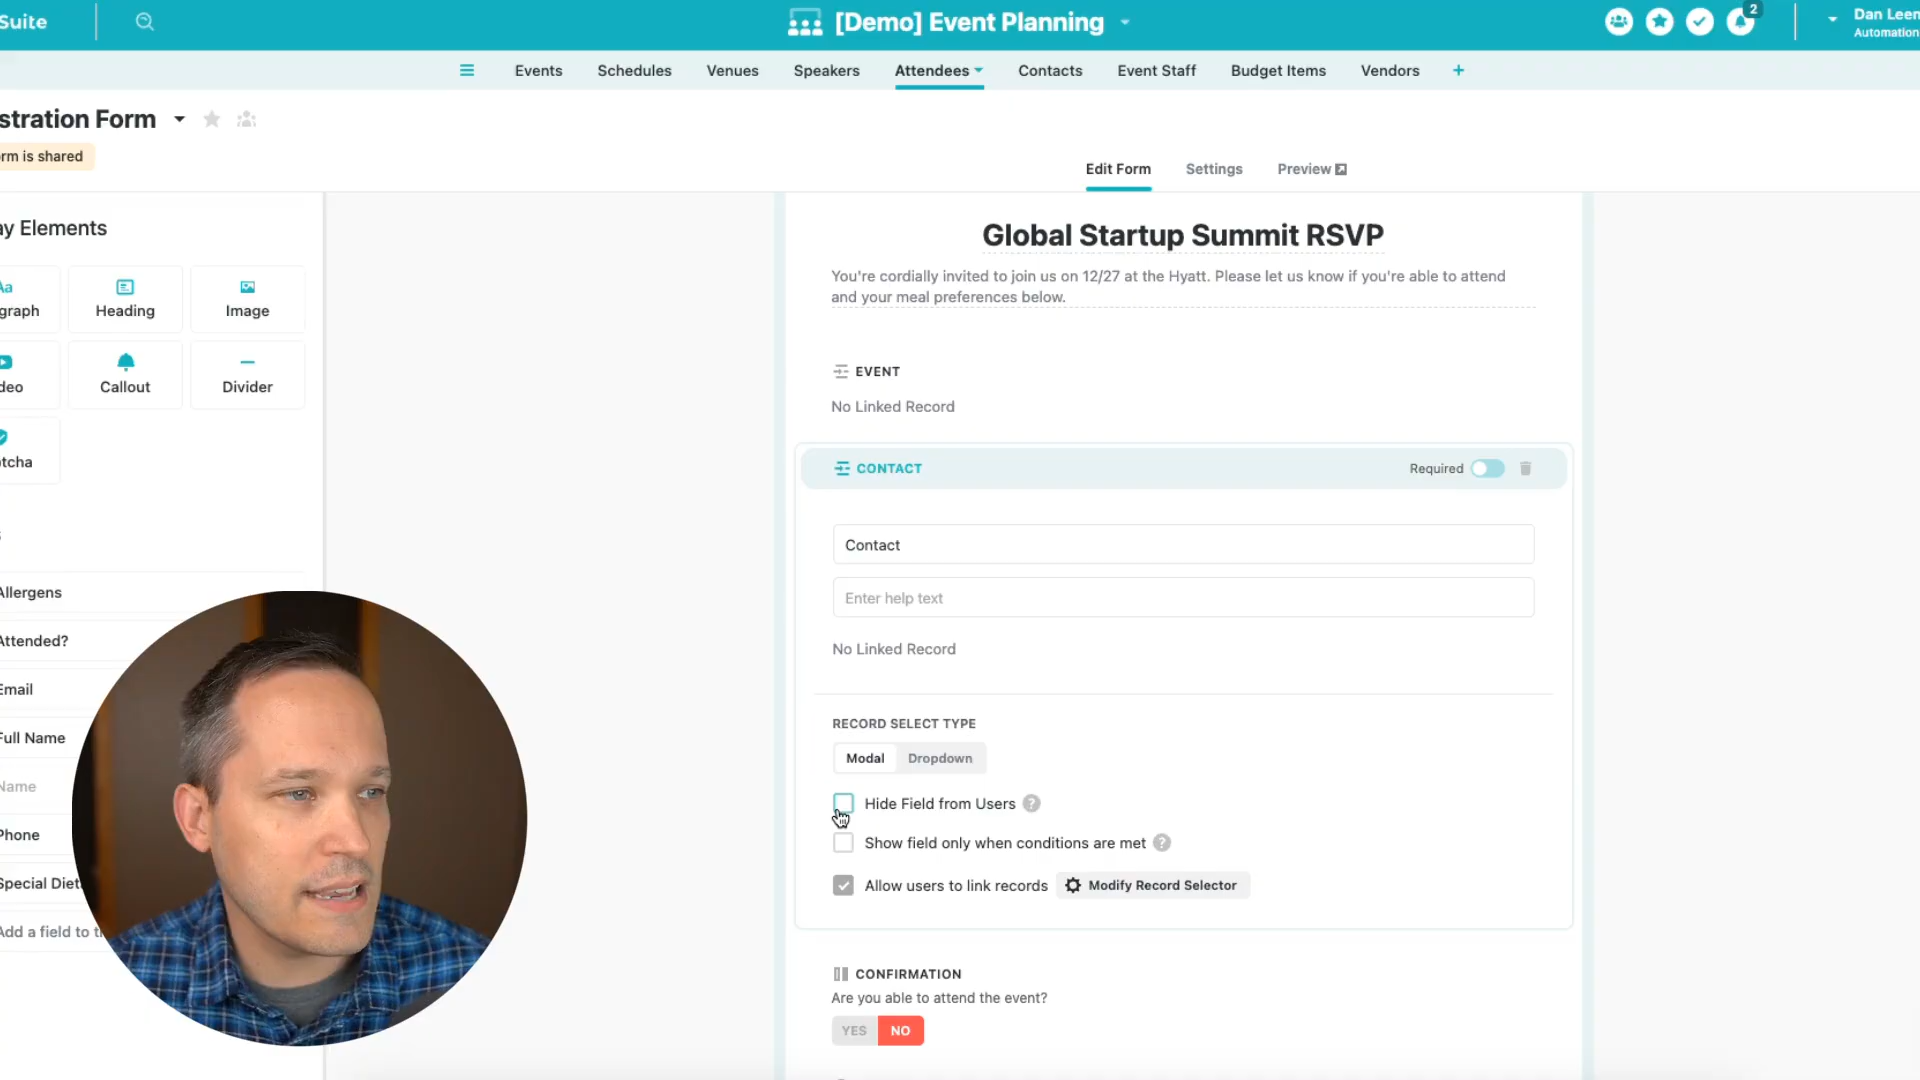 Suite
[Demo] Event Planning
2
Dan Leen
Automation
Events
Schedules
Venues
Speakers
Attendees
Contacts
Event Staff
Budget Items
Vendors
+
stration Form
rm is shared
Edit Form
Settings
Preview
ay Elements
Aa
graph
Heading
Image
deo
Callout
Divider
tcha
Allergens
Attended?
Email
Full Name
Name
Phone
Special Diet
Add a field to t
Global Startup Summit RSVP
You're cordially invited to join us on 12/27 at the Hyatt. Please let us know if you're able to attend
and your meal preferences below.
EVENT
No Linked Record
CONTACT
Required
Contact
Enter help text
No Linked Record
RECORD SELECT TYPE
Modal
Dropdown
Hide Field from Users ?
Show field only when conditions are met ?
Allow users to link records
Modify Record Selector
CONFIRMATION
Are you able to attend the event?
YES
NO